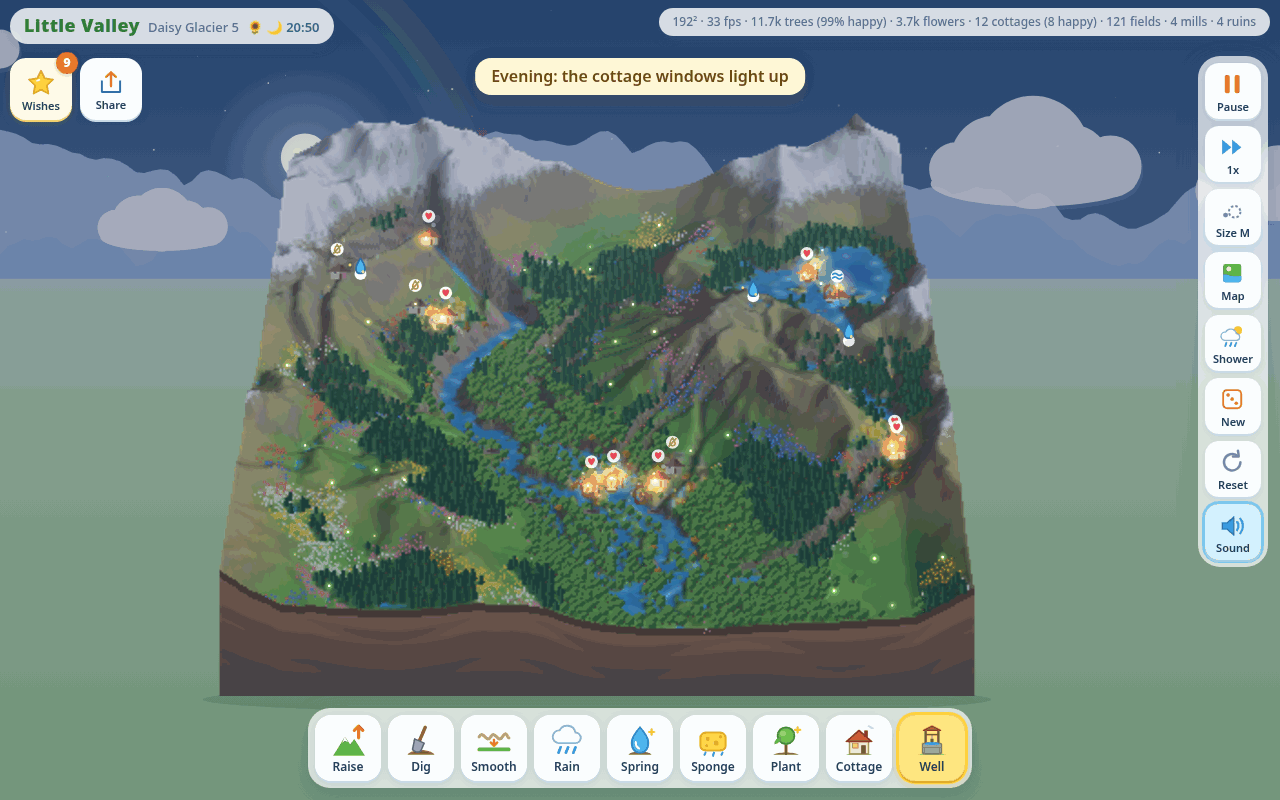 Little Valley Daisy Glacier 5 🌻 🌙 20:50
192² · 33 fps · 11.7k trees (99% happy) · 3.7k flowers · 12 cottages (8 happy) · 121 fields · 4 mills · 4 ruins
9
Wishes
Share
Evening: the cottage windows light up
Pause
1x
Size M
Map
Shower
New
Reset
Sound
Raise
Dig
Smooth
Rain
Spring
Sponge
Plant
Cottage
Well